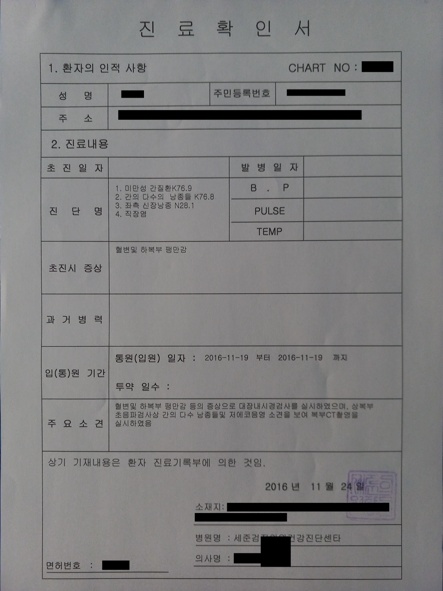 진 료 확 인 서
1. 환자의 인적 사항 CHART NO :
성 명 주민등록번호
주 소
2. 진료내용
초 진 일 자 발 병 일 자
진 단 명
1. 미만성 간질환K76.9
2. 간의 다수의 낭종들 K76.8
3. 좌측 신장낭종 N28.1
4. 직장염
B . P
PULSE
TEMP
초진시 증상 혈변및 하복부 팽만감
과 거 병 력
입(통)원 기간 통원(입원) 일자 : 2016-11-19 부터 2016-11-19 까지
투약 일수 :
주 요 소 견
혈변및 하복부 팽만감 등의 증상으로 대장내시경검사를 실시하였으며, 상복부
초음파검사상 간의 다수 낭종들및 저에코음영 소견을 보여 복부CT촬영을
실시하였음
상기 기재내용은 환자 진료기록부에 의한 것임.
2016 년 11 월 24 일
소재지:
병원명 : 세준 강진단센타
면허번호 : 의사명 :